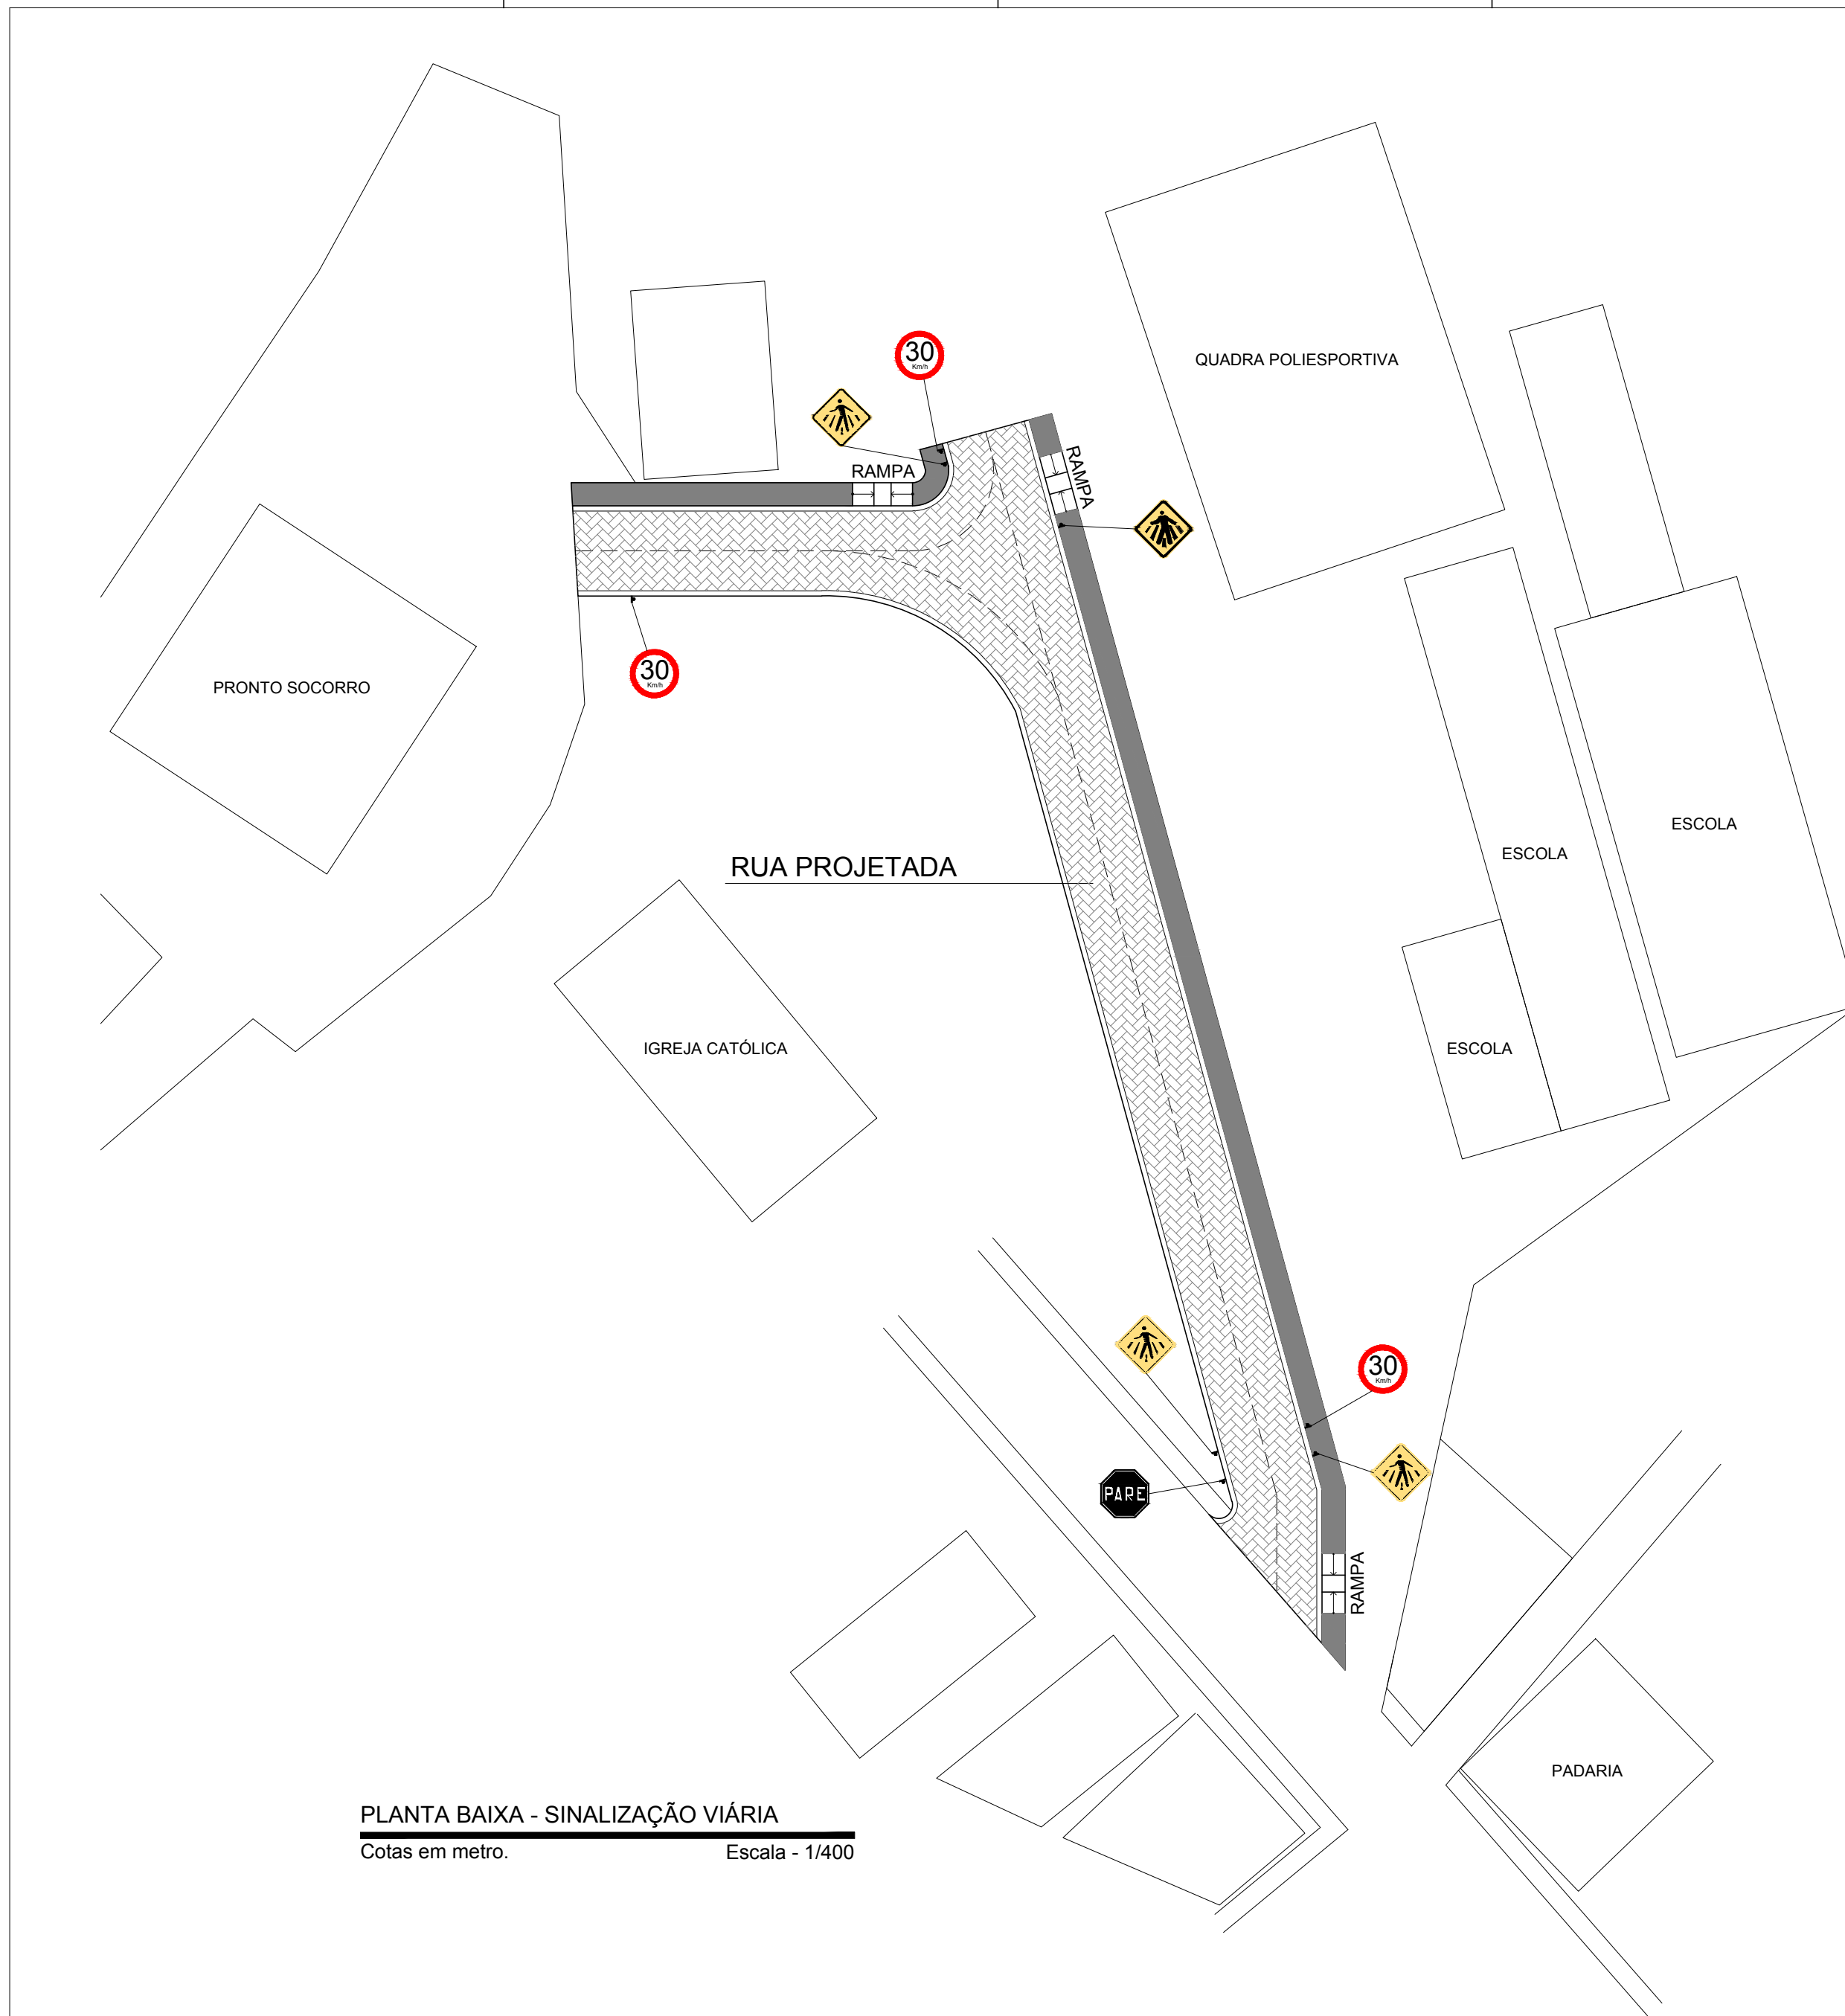 30
Km/h
QUADRA POLIESPORTIVA
RAMPA
RAMPA
30
Km/h
PRONTO SOCORRO
ESCOLA
ESCOLA
RUA PROJETADA
IGREJA CATÓLICA
ESCOLA
30
Km/h
PARE
RAMPA
PADARIA
PLANTA BAIXA - SINALIZAÇÃO VIÁRIA
Cotas em metro. Escala - 1/400